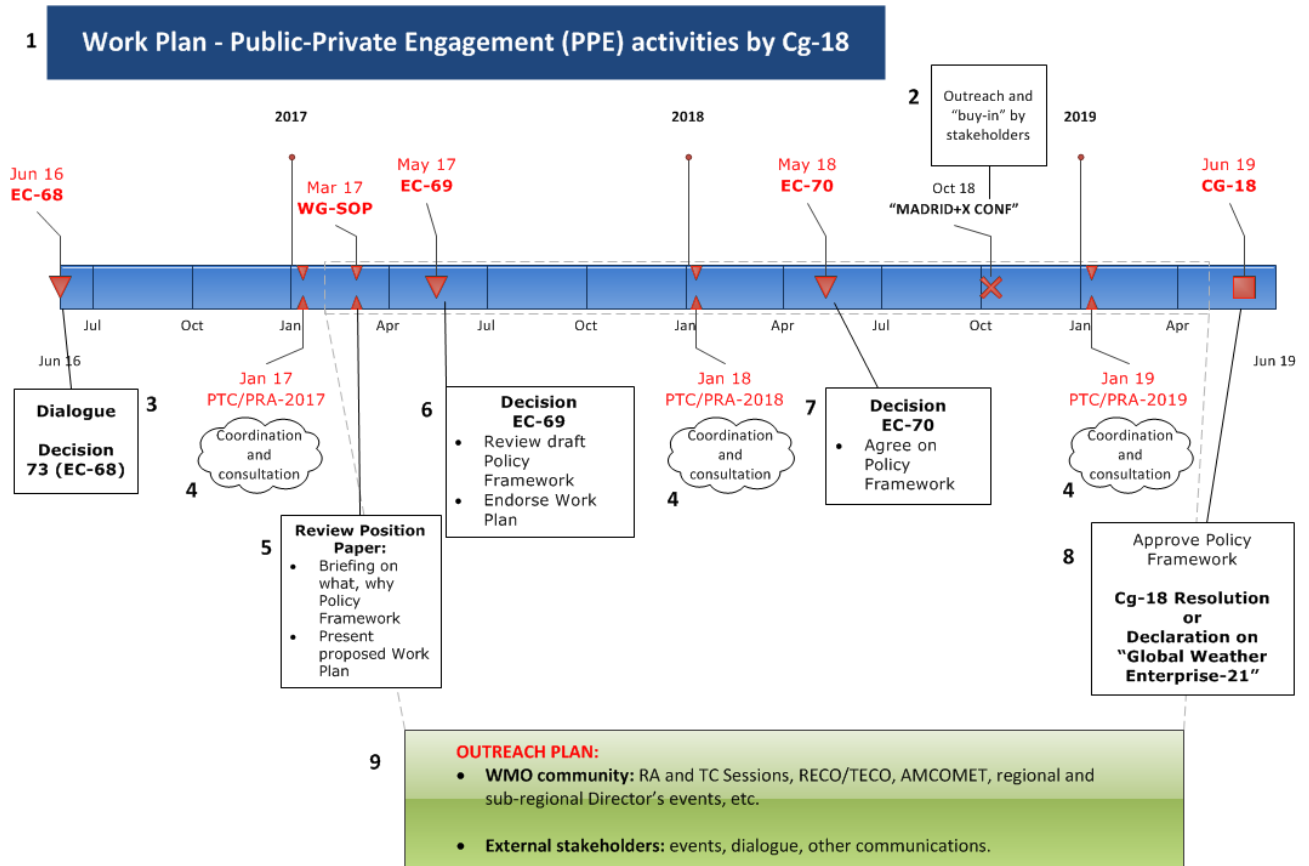 1
Work Plan - Public-Private Engagement (PPE) activities by Cg-18
2
Outreach and
"buy-in" by
stakeholders
2017
2018
2019
Jun 16
EC-68
Mar 17
WG-SOP
May 17
EC-69
May 18
EC-70
Oct 18
“MADRID+X CONF”
Jun 19
CG-18
Jul
Oct
Jan
Apr
Jul
Oct
Jan
Apr
Jul
Oct
Jan
Apr
Jun 16
Jun 19
Dialogue
Decision
73 (EC-68)
3
Jan 17
PTC/PRA-2017
Coordination
and
consultation
4
5
Review Position
Paper:
• Briefing on
what, why
Policy
Framework
• Present
proposed Work
Plan
6
Decision
EC-69
• Review draft
Policy
Framework
• Endorse Work
Plan
Jan 18
PTC/PRA-2018
Coordination
and
consultation
4
7
Decision
EC-70
• Agree on
Policy
Framework
Jan 19
PTC/PRA-2019
Coordination
and
consultation
4
8
Approve Policy
Framework
Cg-18 Resolution
or
Declaration on
“Global Weather
Enterprise-21”
9
OUTREACH PLAN:
• WMO community: RA and TC Sessions, RECO/TECO, AMCOMET, regional and
sub-regional Director’s events, etc.
• External stakeholders: events, dialogue, other communications.